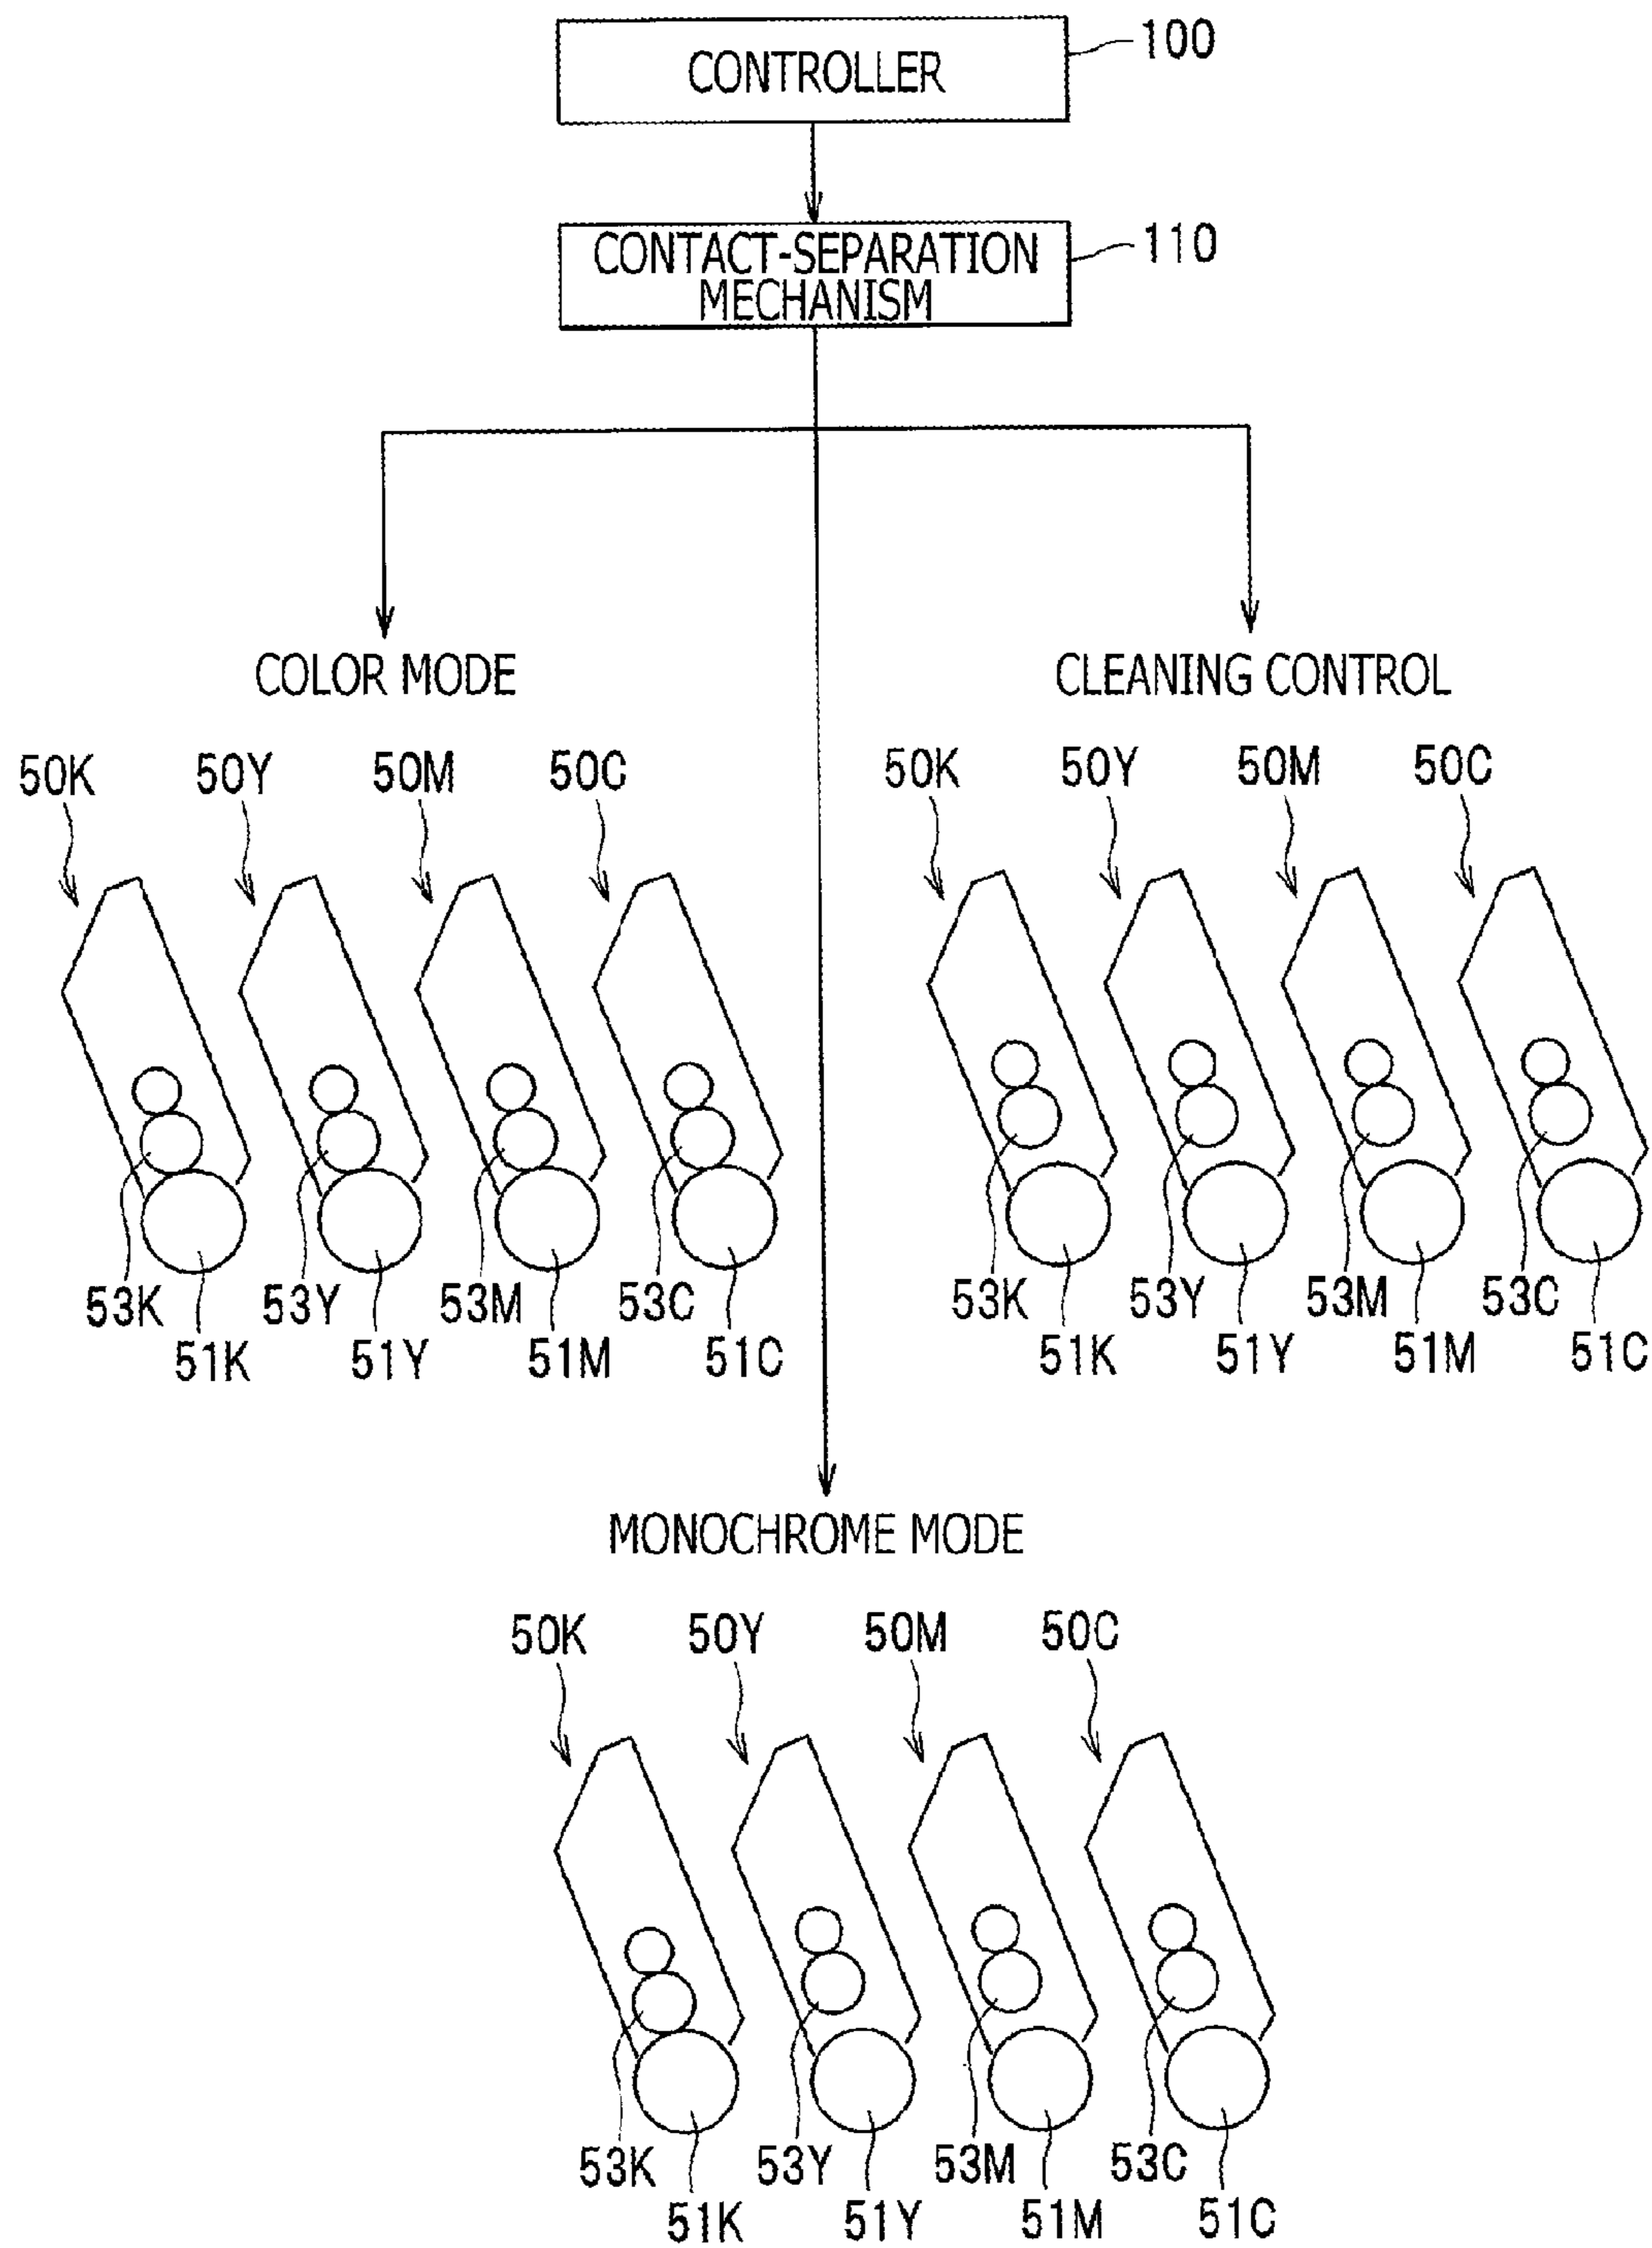 CONTROLLER
100
CONTACT-SEPARATION
MECHANISM
110
COLOR MODE
50K 50Y 50M 50C
53K 53Y 53M 53C
51K 51Y 51M 51C
CLEANING CONTROL
50K 50Y 50M 50C
53K 53Y 53M 53C
51K 51Y 51M 51C
MONOCHROME MODE
50K 50Y 50M 50C
53K 53Y 53M 53C
51K 51Y 51M 51C